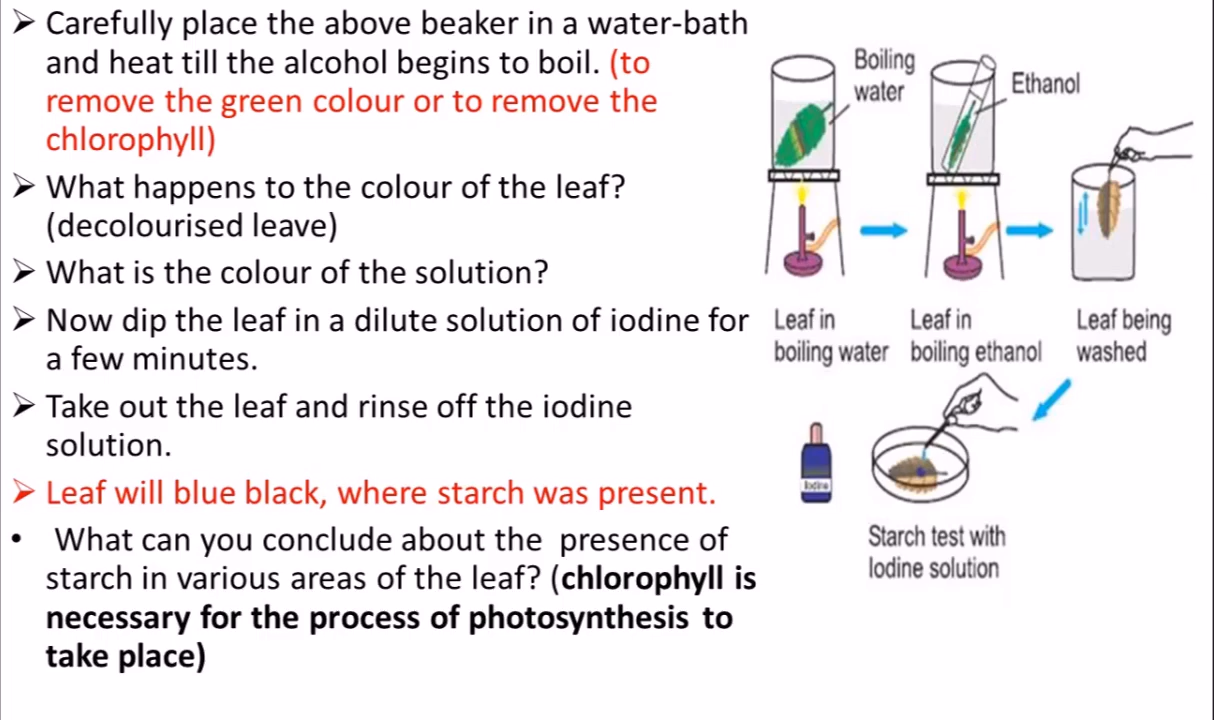 ➢ Carefully place the above beaker in a water-bath
and heat till the alcohol begins to boil. (to
remove the green colour or to remove the
chlorophyll)
➢ What happens to the colour of the leaf?
(decolourised leave)
➢ What is the colour of the solution?
➢ Now dip the leaf in a dilute solution of iodine for
a few minutes.
➢ Take out the leaf and rinse off the iodine
solution.
➢ Leaf will blue black, where starch was present.
• What can you conclude about the presence of
starch in various areas of the leaf? (chlorophyll is
necessary for the process of photosynthesis to
take place)
Boiling
water
Ethanol
Leaf in
boiling water
Leaf in
boiling ethanol
Leaf being
washed
Iodine
Starch test with
Iodine solution